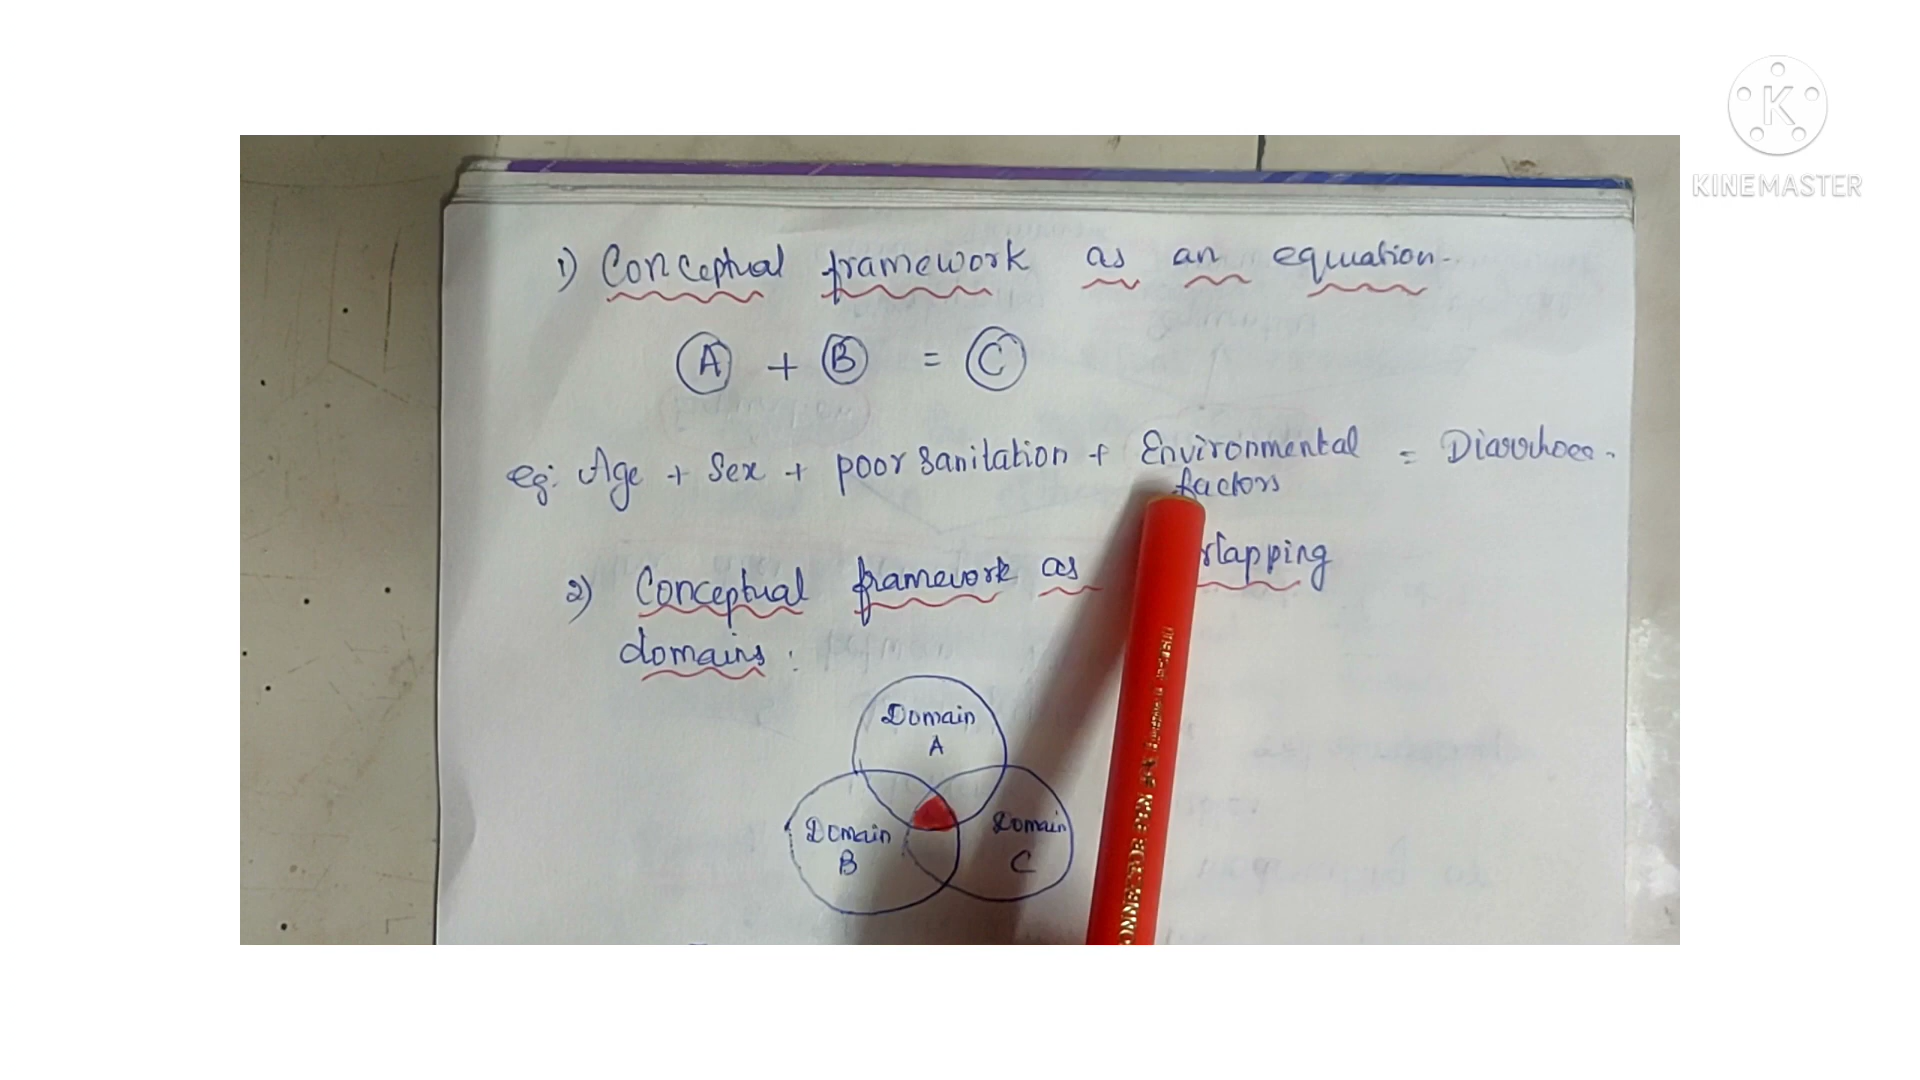 K
KINEMASTER
1) Conceptual framework as an equation.
A + B = C
eg: Age + Sex + poor sanitation + Environmental factors = Diarrhoea.
2) Conceptual framework as rlapping
domains:
Domain
A
Domain
B
Domain
C